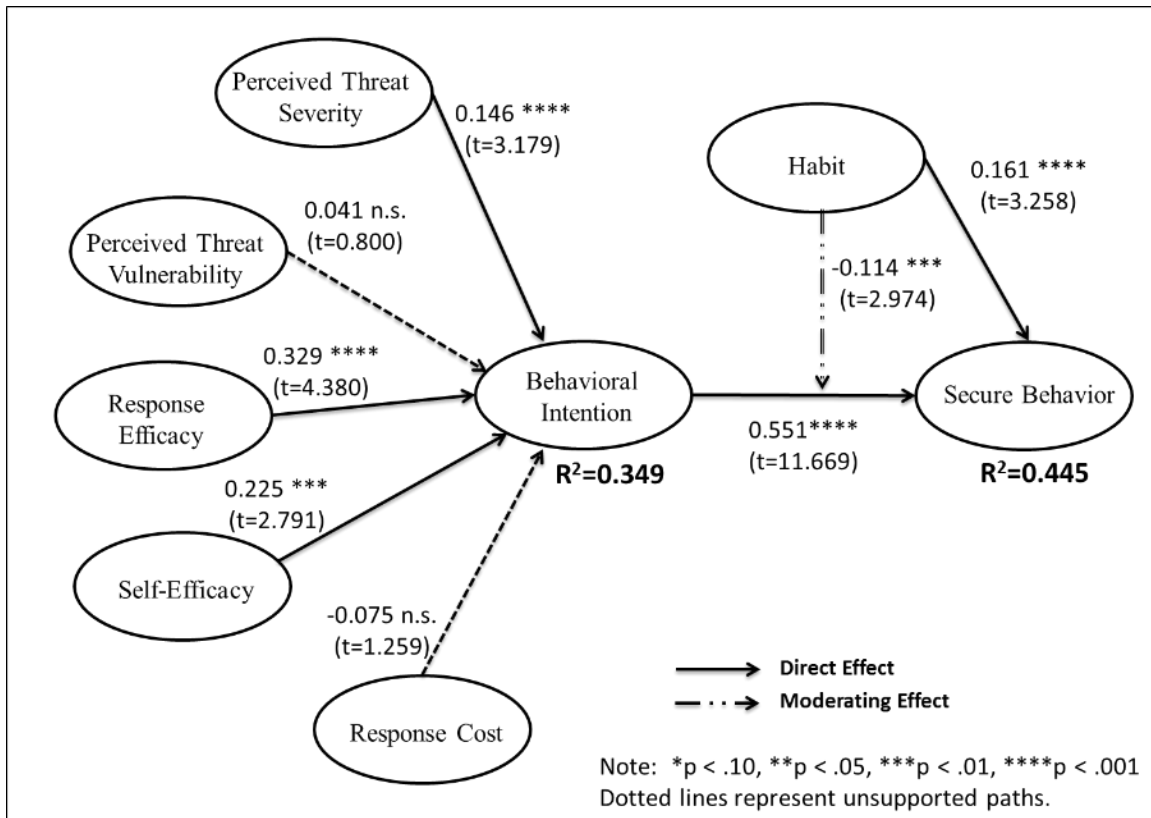 Perceived Threat
Severity
0.146 ****
(t=3.179)
Habit
0.161 ****
(t=3.258)
Perceived Threat
Vulnerability
0.041 n.s.
(t=0.800)
-0.114 ***
(t=2.974)
Response
Efficacy
0.329 ****
(t=4.380)
Behavioral
Intention
R²=0.349
0.551****
(t=11.669)
Secure Behavior
R²=0.445
0.225 ***
(t=2.791)
Self-Efficacy
-0.075 n.s.
(t=1.259)
Response Cost
Direct Effect
Moderating Effect
Note: *p < .10, **p < .05, ***p < .01, ****p < .001
Dotted lines represent unsupported paths.